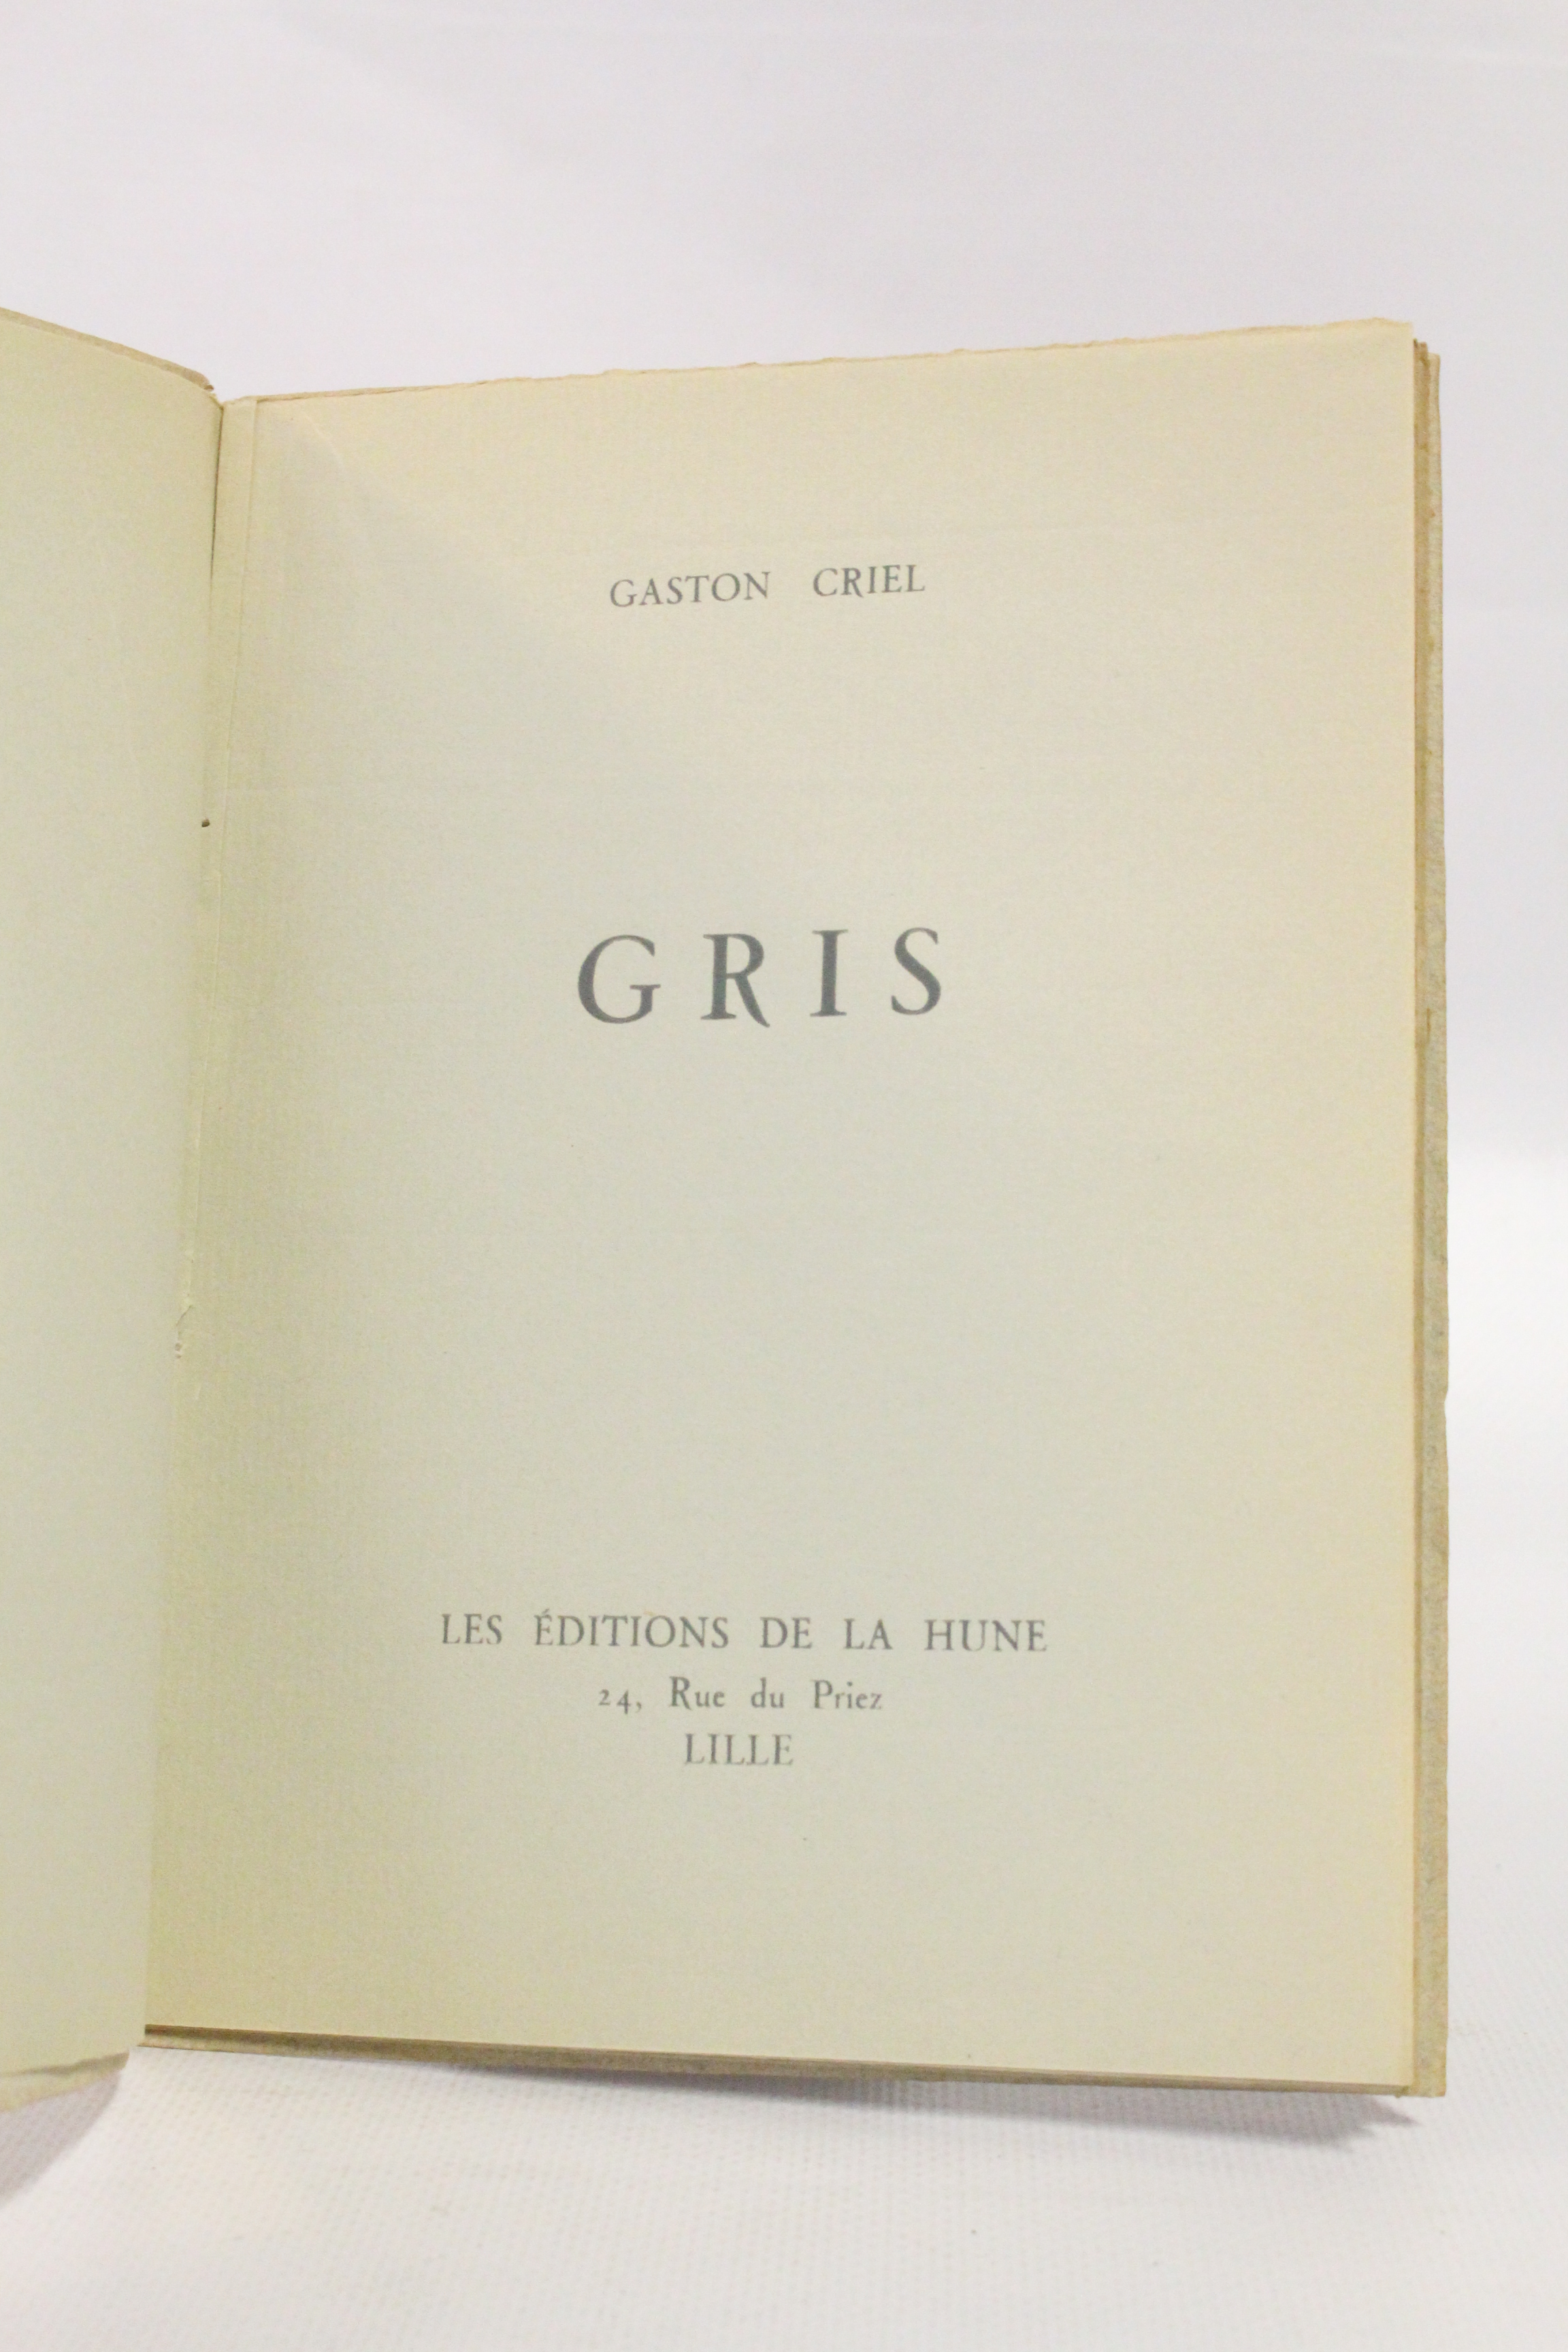 GASTON CRIEL
GRIS
LES ÉDITIONS DE LA HUNE
24, Rue du Priez
LILLE